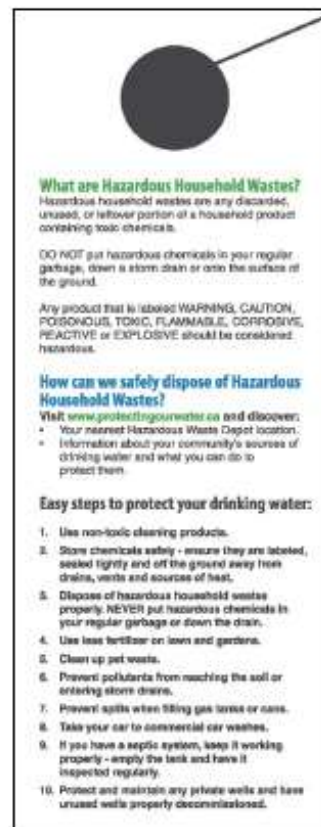 What are Hazardous Household Wastes?
Hazardous household wastes are any discarded,
unused, or leftover portion of a household product
containing toxic chemicals.
DO NOT put hazardous chemicals in your regular
garbage, down a storm drain or onto the surface of
the ground.
Any product that is labeled WARNING, CAUTION,
POISONOUS, TOXIC, FLAMMABLE, CORROSIVE,
REACTIVE or EXPLOSIVE should be considered
hazardous.
How can we safely dispose of Hazardous
Household Wastes?
Visit www.protectingourwater.ca and discover:
• Your nearest Hazardous Waste Depot location.
• Information about your community's sources of
drinking water and what you can do to
protect them.
Easy steps to protect your drinking water:
1. Use non-toxic cleaning products.
2. Store chemicals safely - ensure they are labeled,
sealed tightly and off the ground away from
drains, vents and sources of heat.
3. Dispose of hazardous household wastes
properly. NEVER put hazardous chemicals in
your regular garbage or down the drain.
4. Use less fertilizer on lawn and gardens.
5. Clean up pet waste.
6. Prevent pollutants from reaching the soil or
entering storm drains.
7. Prevent spills when filling gas tanks or cans.
8. Take your car to commercial car washes.
9. If you have a septic system, keep it working
properly - empty the tank and have it
inspected regularly.
10. Protect and maintain any private wells and have
unused wells properly decommissioned.